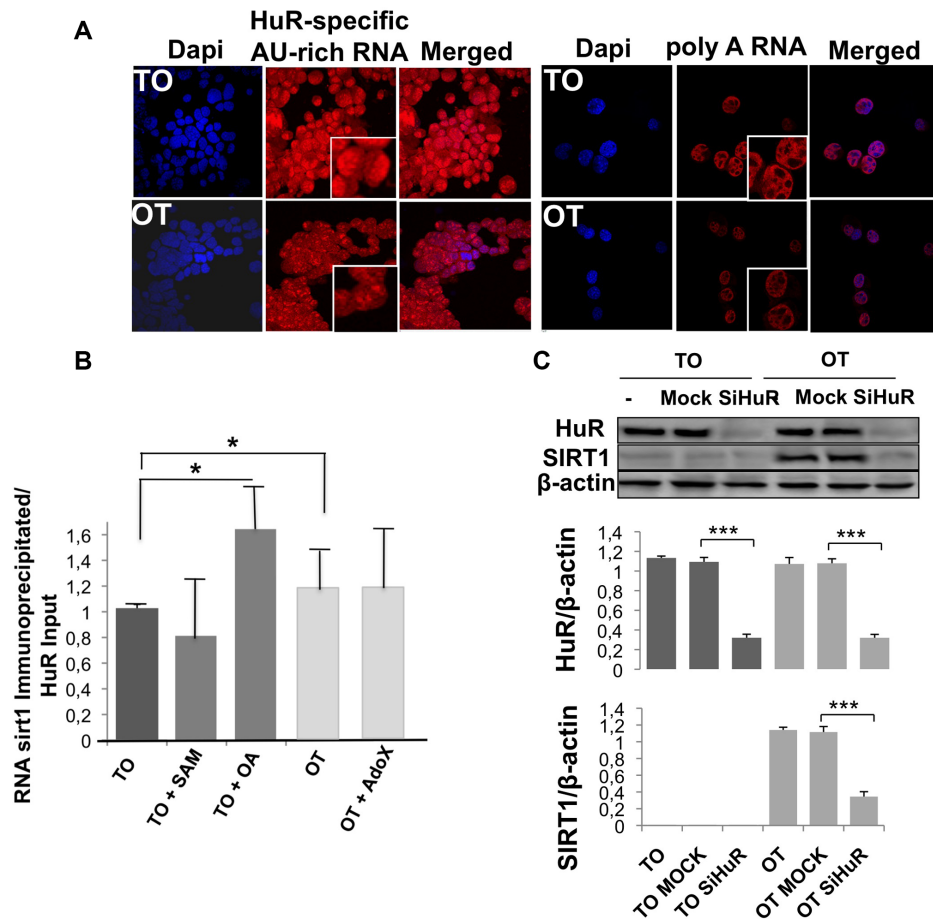 A
Dapi
HuR-specific
AU-rich RNA
Merged
Dapi
poly A RNA
Merged
TO
TO
OT
OT
B
RNA sirt1 Immunoprecipitated/
HuR Input
1,6
1,4
1,2
1
0,8
0,6
0,4
0,2
0
*
*
TO
TO + SAM
TO + OA
OT
OT + AdoX
C
TO
OT
- Mock SiHuR
- Mock SiHuR
HuR
SIRT1
β-actin
HuR/β-actin
1,4
1,2
1
0,8
0,6
0,4
0,2
0
***
***
SIRT1/β-actin
1,4
1,2
1
0,8
0,6
0,4
0,2
0
***
TO
TO MOCK
TO SiHuR
OT
OT MOCK
OT SiHuR